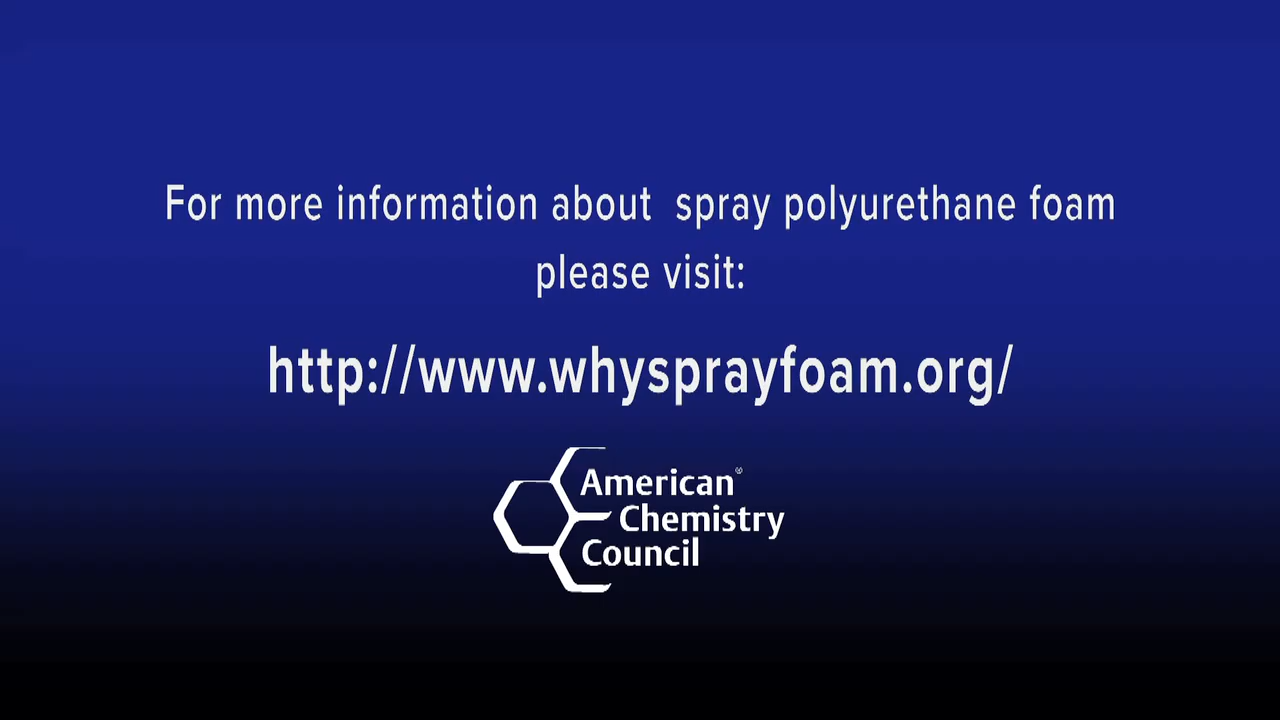 For more information about  spray polyurethane foam
please visit:
http://www.whysprayfoam.org/
American®
Chemistry
Council